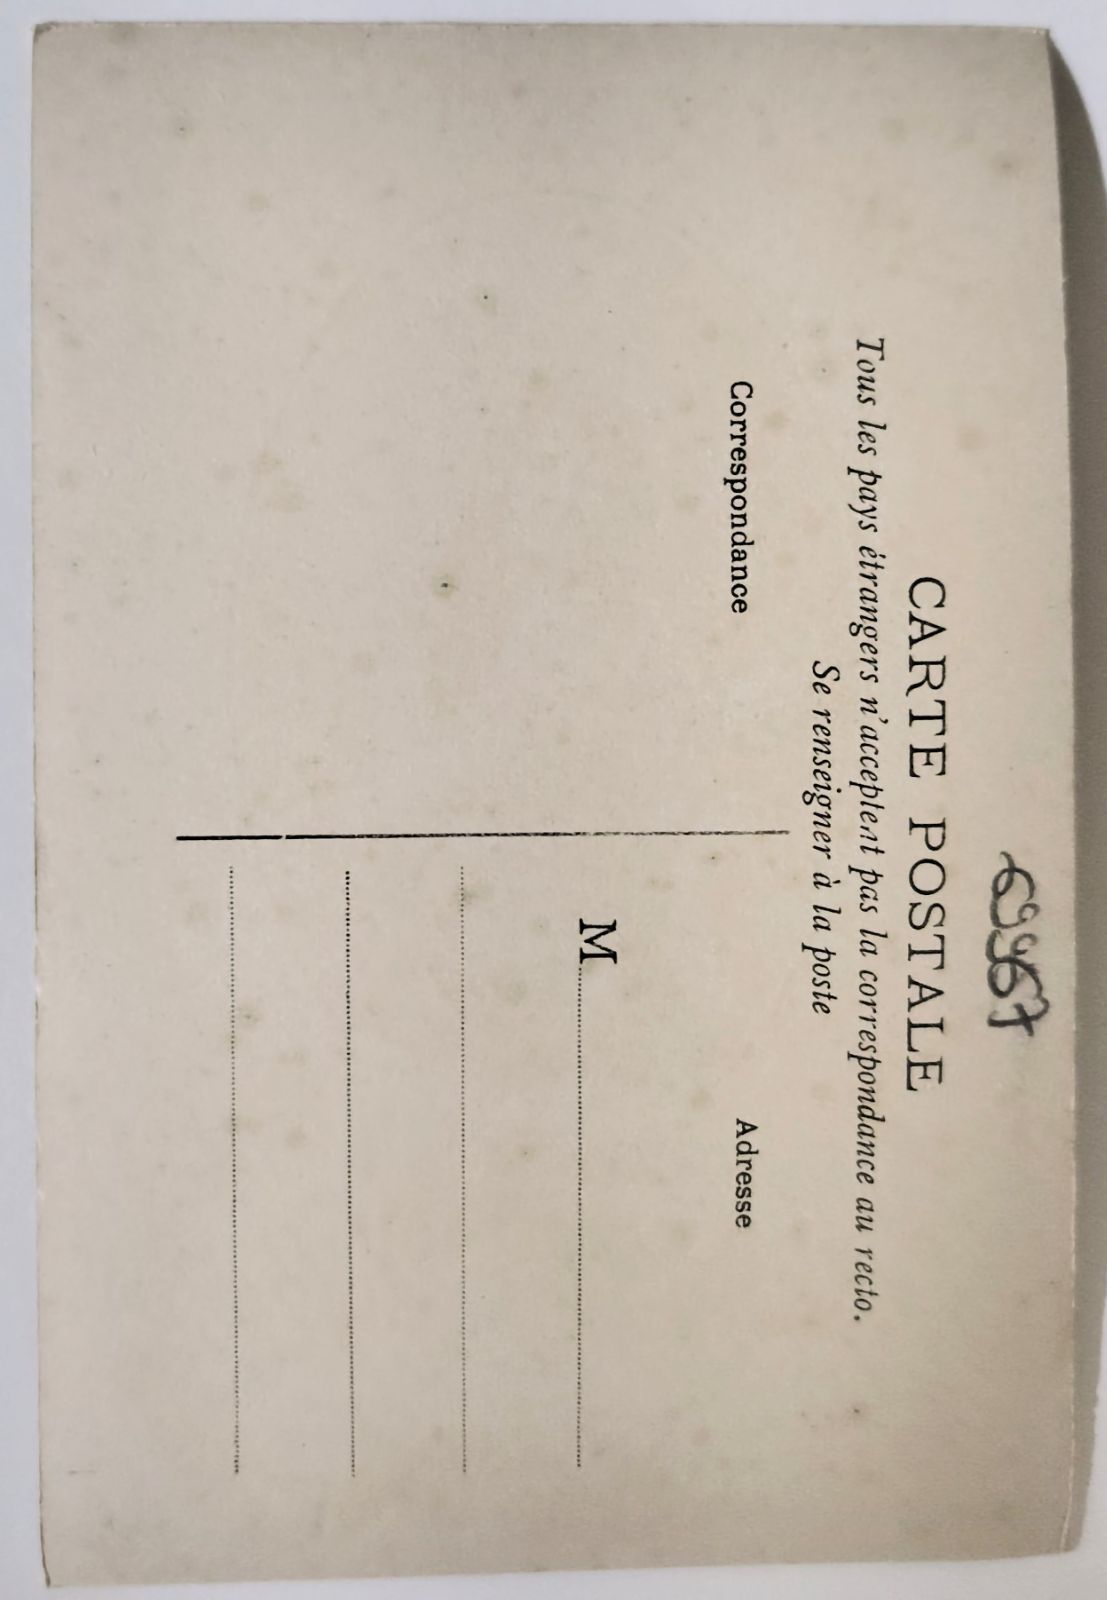 CARTE POSTALE
Tous les pays étrangers n'acceptent pas la correspondance au recto.
Se renseigner à la poste
Correspondance
Adresse
M